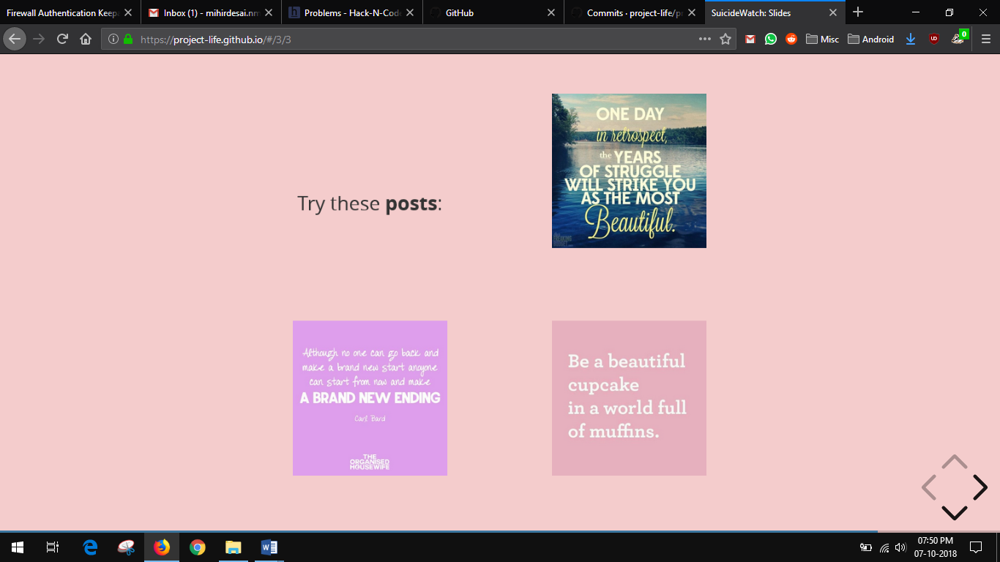 Firewall Authentication Keepa
Inbox (1) - mihirdesai.nm
Problems - Hack-N-Code
GitHub
Commits · project-life/pr
SuicideWatch: Slides
https://project-life.github.io/#/3/3
Misc
Android
0
ONE DAY
in retrospect,
the YEARS
OF STRUGGLE
WILL STRIKE YOU
AS THE MOST
Beautiful.
Try these posts:
Although no one can go back and
make a brand new start anyone
can start from now and make
A BRAND NEW ENDING
Carl Bard
THE
ORGANISED
HOUSEWIFE
Be a beautiful
cupcake
in a world full
of muffins.
07:50 PM
07-10-2018